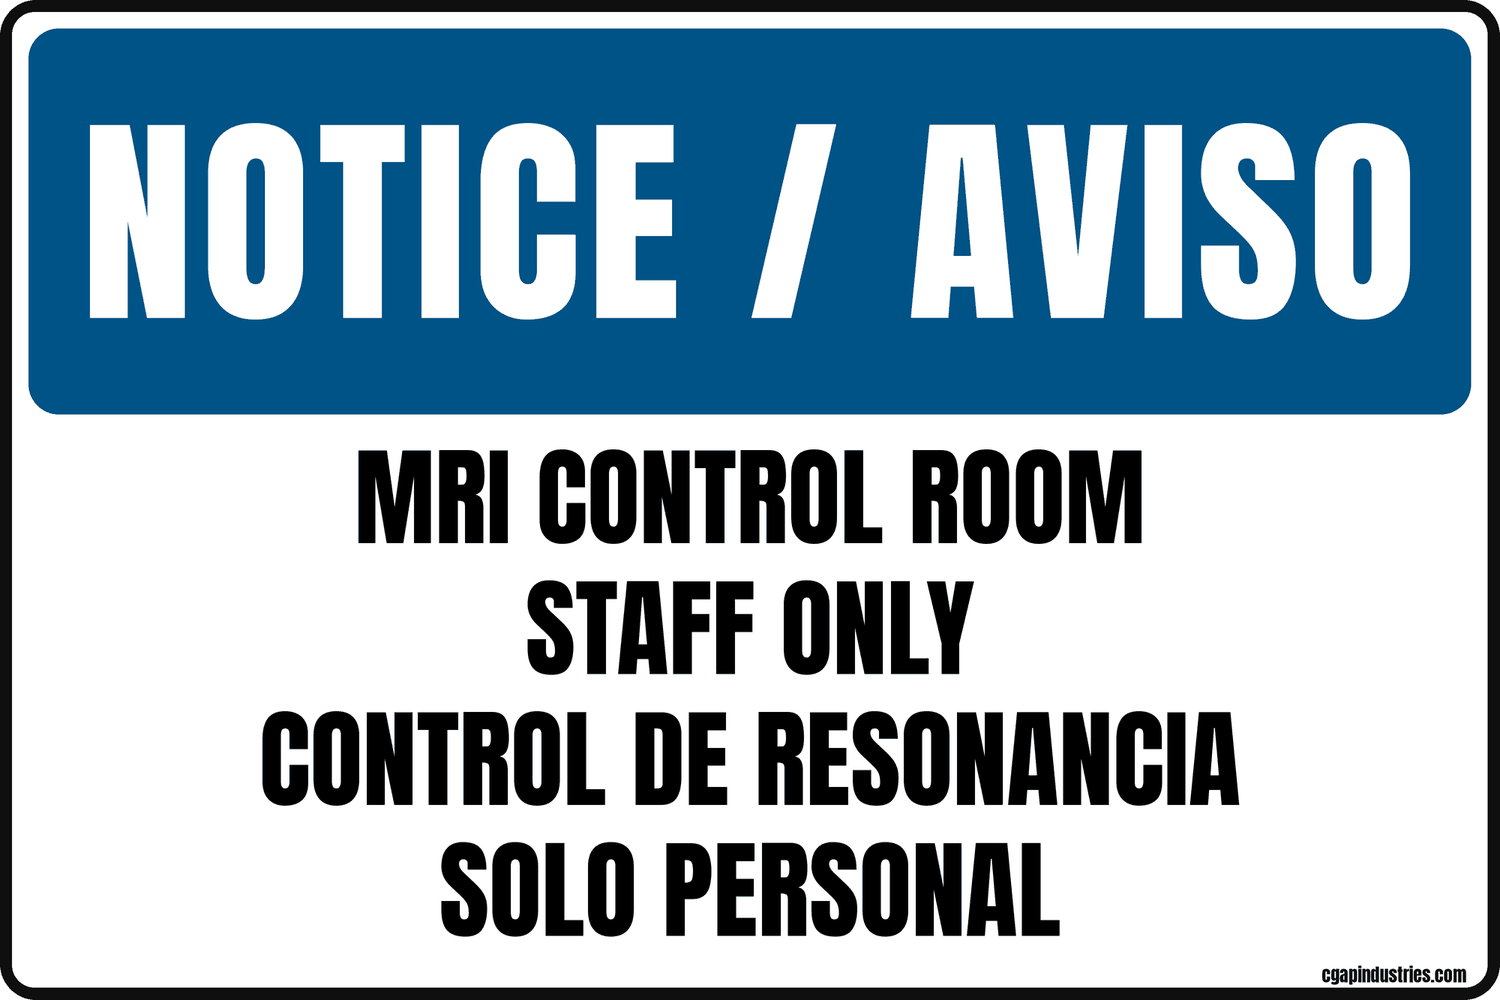 NOTICE / AVISO
MRI CONTROL ROOM
STAFF ONLY
CONTROL DE RESONANCIA
SOLO PERSONAL
cgapindustries.com